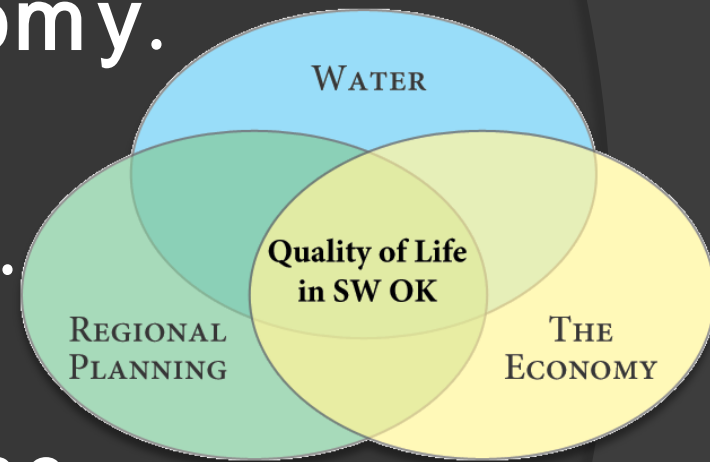 omy.
WATER
.
Quality of Life
in SW OK
REGIONAL
PLANNING
THE
ECONOMY